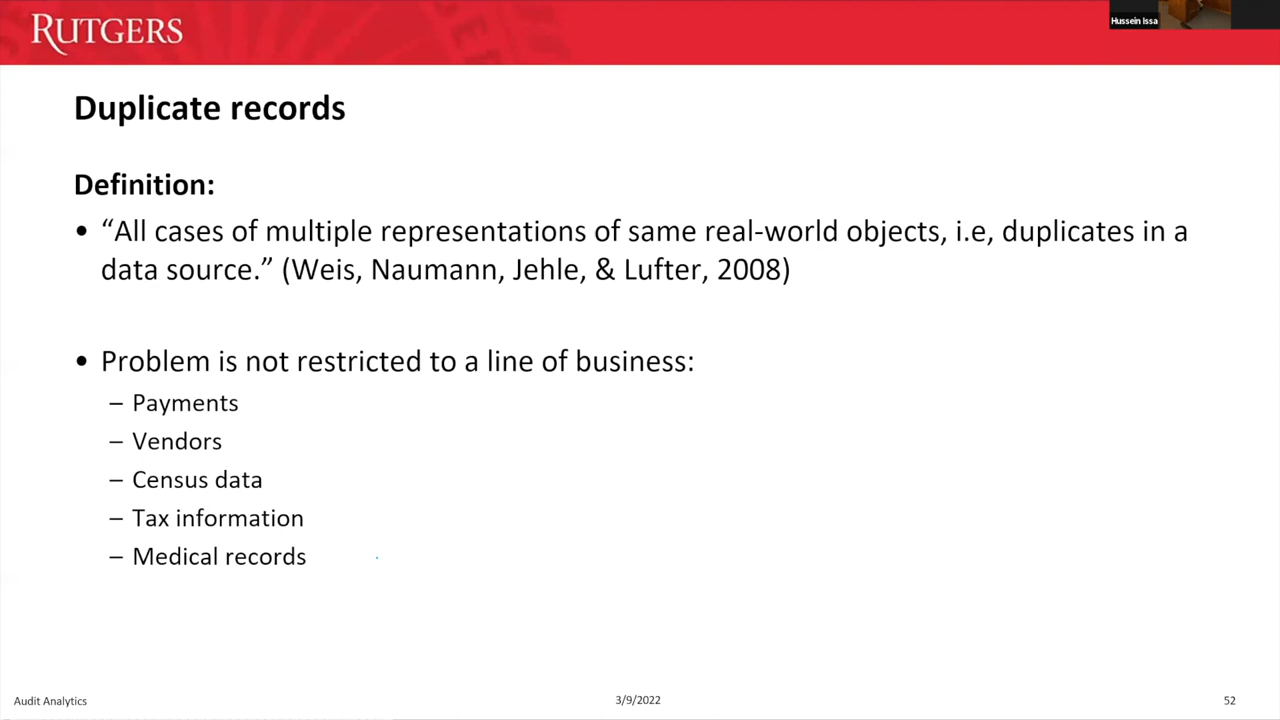 RUTGERS
Hussein Issa
Duplicate records
Definition:
• “All cases of multiple representations of same real-world objects, i.e, duplicates in a
data source.” (Weis, Naumann, Jehle, & Lufter, 2008)
• Problem is not restricted to a line of business:
– Payments
– Vendors
– Census data
– Tax information
– Medical records
Audit Analytics
3/9/2022
52